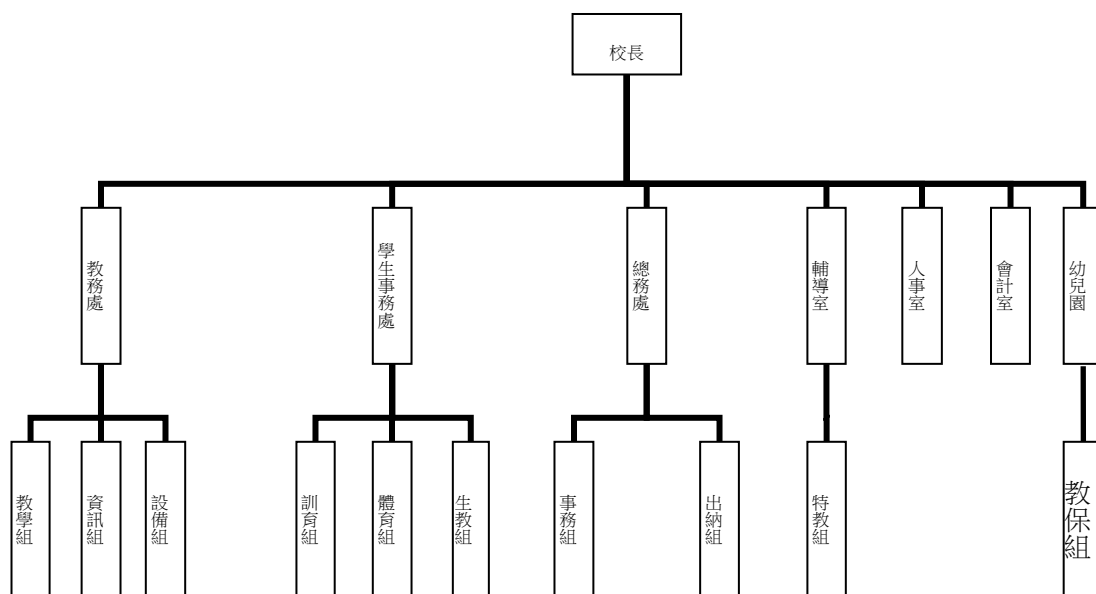 校長
教務處
學生事務處
總務處
輔導室
人事室
會計室
幼兒園
教學組
資訊組
設備組
訓育組
體育組
生教組
事務組
出納組
特教組
教保組